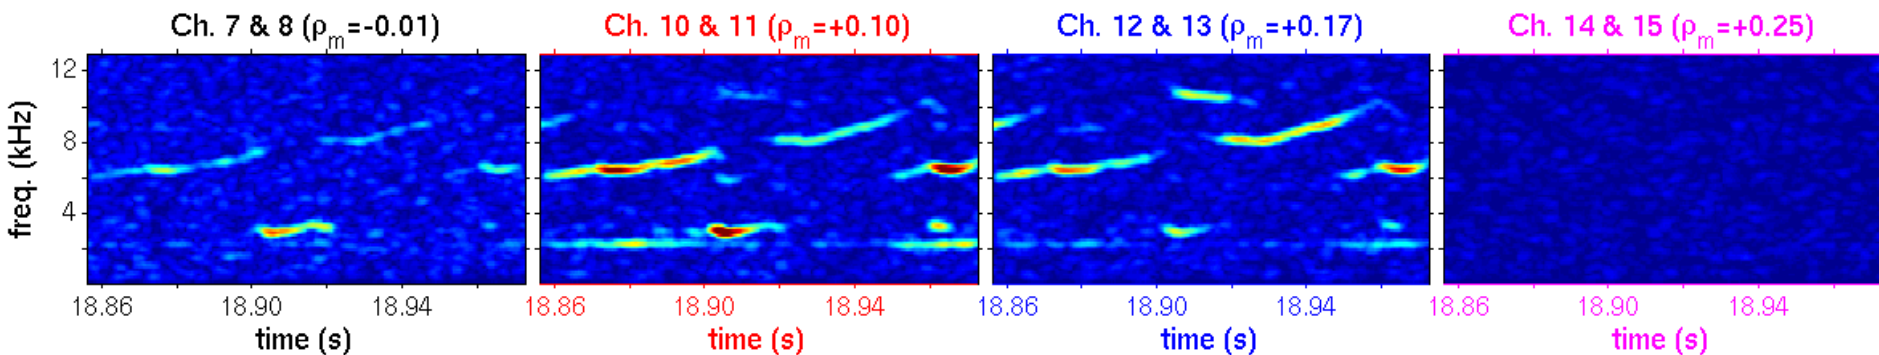 Ch. 7 & 8 (ρm=-0.01) Ch. 10 & 11 (ρm=+0.10) Ch. 12 & 13 (ρm=+0.17) Ch. 14 & 15 (ρm=+0.25)
12
8
4
freq. (kHz)
18.86 18.90 18.94 18.86 18.90 18.94 18.86 18.90 18.94 18.86 18.90 18.94
time (s) time (s) time (s) time (s)